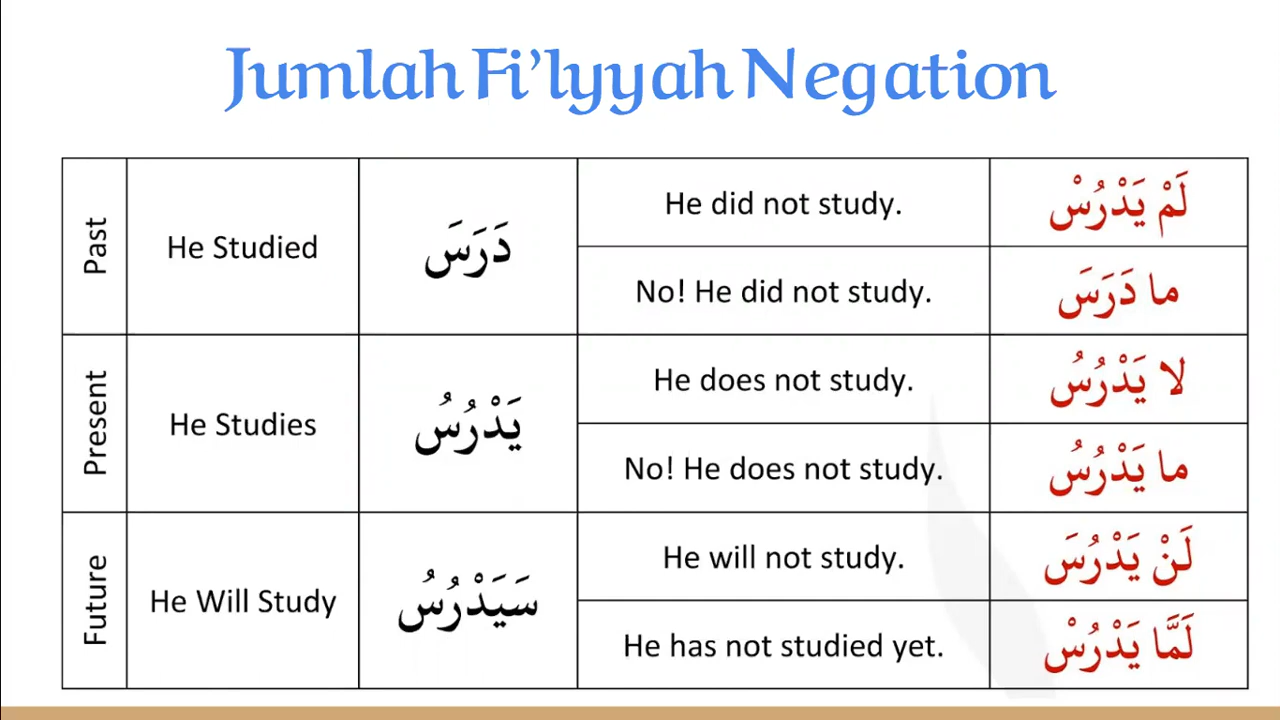 Jumlah Fi’lyyah Negation
Past
He Studied
دَرَسَ
He did not study.
لَمْ يَدْرُسْ
No! He did not study.
ما دَرَسَ
Present
He Studies
يَدْرُسُ
He does not study.
لا يَدْرُسُ
No! He does not study.
ما يَدْرُسُ
Future
He Will Study
سَيَدْرُسُ
He will not study.
لَنْ يَدْرُسَ
He has not studied yet.
لَمَّا يَدْرُسْ